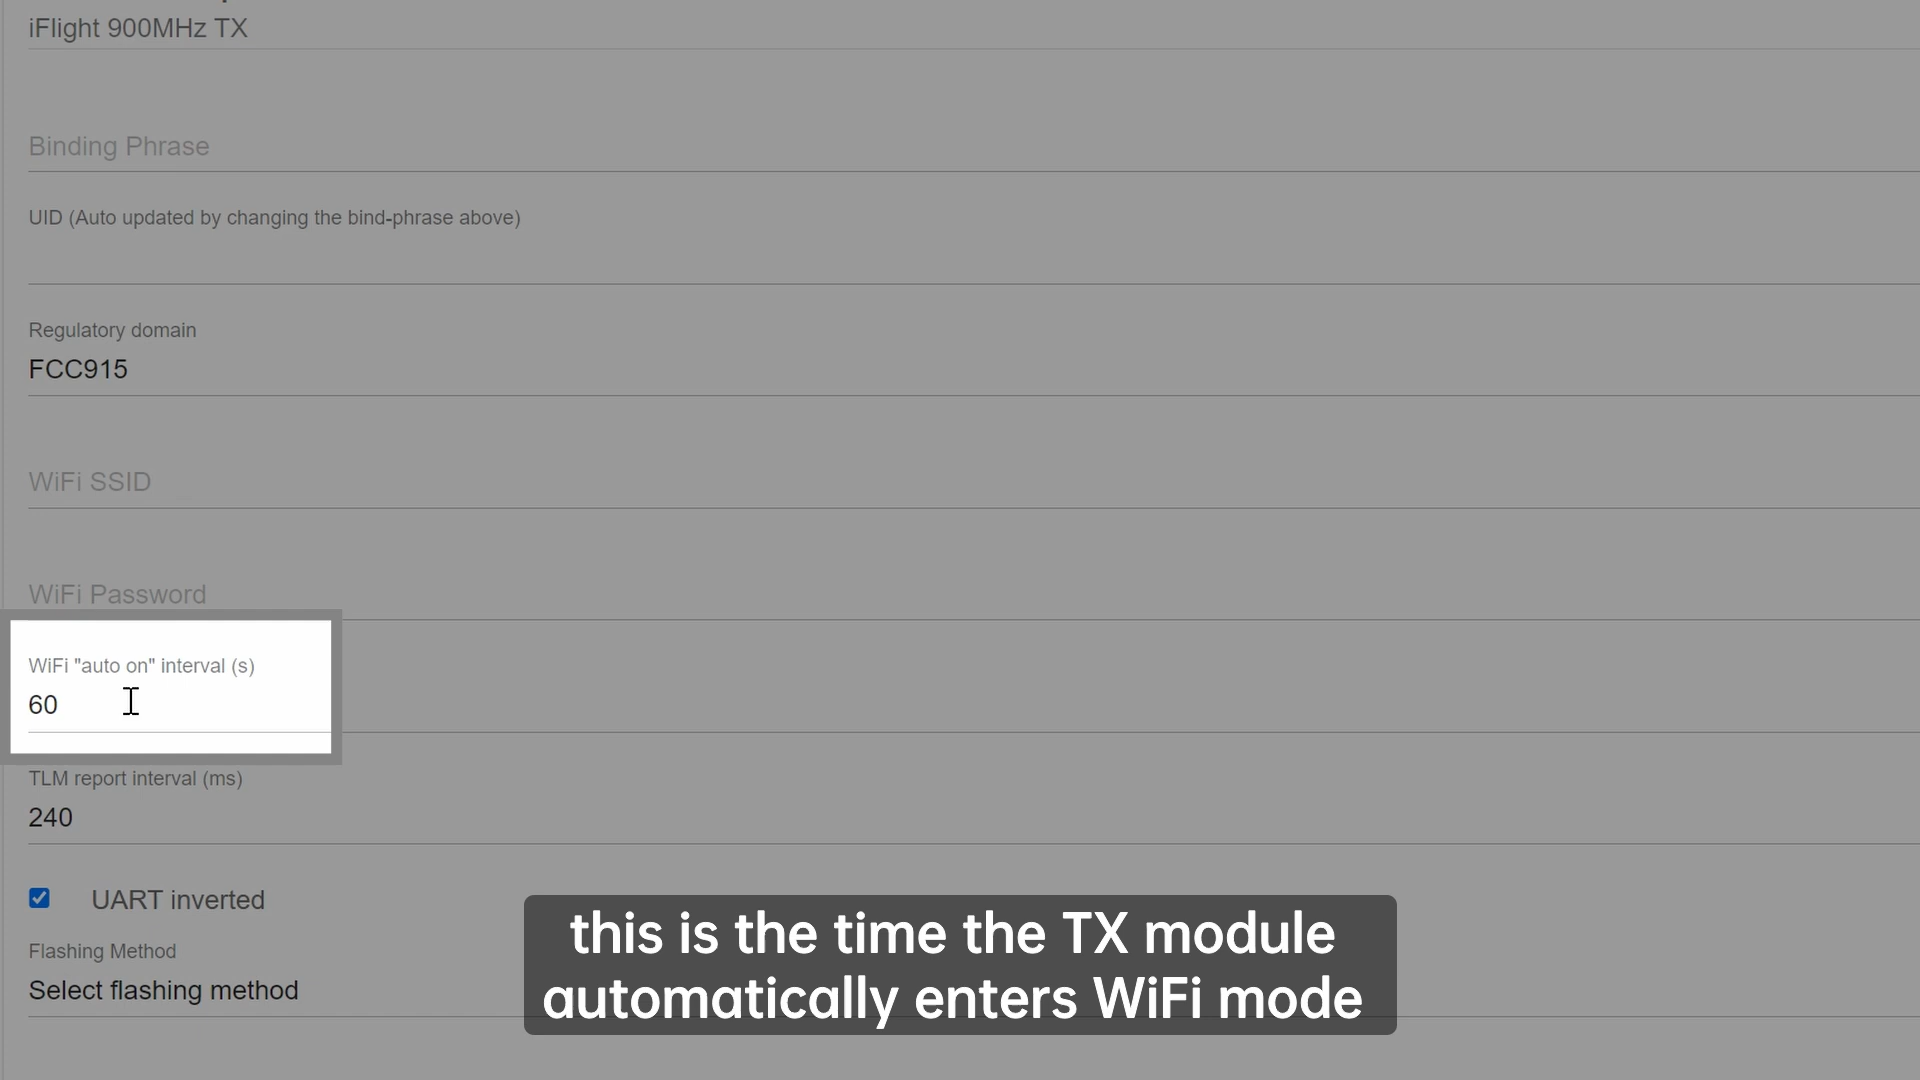 iFlight 900MHz TX
Binding Phrase
UID (Auto updated by changing the bind-phrase above)
Regulatory domain
FCC915
WiFi SSID
WiFi Password
WiFi "auto on" interval (s)
60
TLM report interval (ms)
240
UART inverted
Flashing Method
Select flashing method
this is the time the TX module
automatically enters WiFi mode